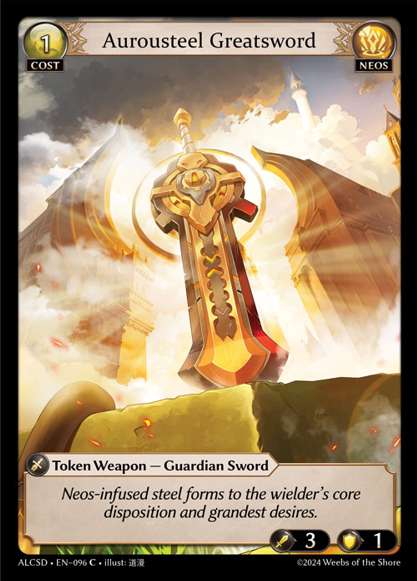 1
COST
Aurousteel Greatsword
NEOS
Token Weapon — Guardian Sword
Neos-infused steel forms to the wielder's core
disposition and grandest desires.
3
1
ALCSD • EN-096 C • illust: 道漫
©2024 Weebs of the Shore